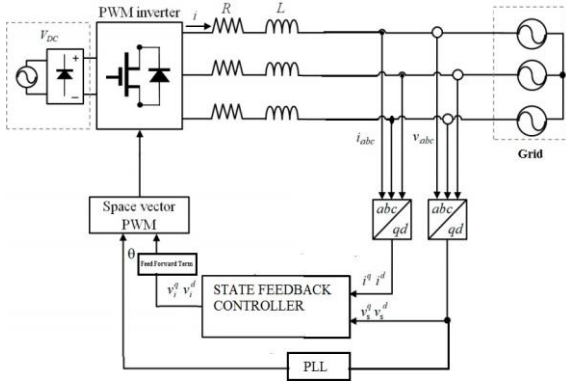 PWM inverter
i
R
L
V_DC
+
−
i_abc
v_abc
Grid
Space vector
PWM
abc
qd
abc
qd
θ
Feed Forward Term
v_i^q v_i^d
STATE FEEDBACK
CONTROLLER
i^q i^d
v_s^q v_s^d
PLL